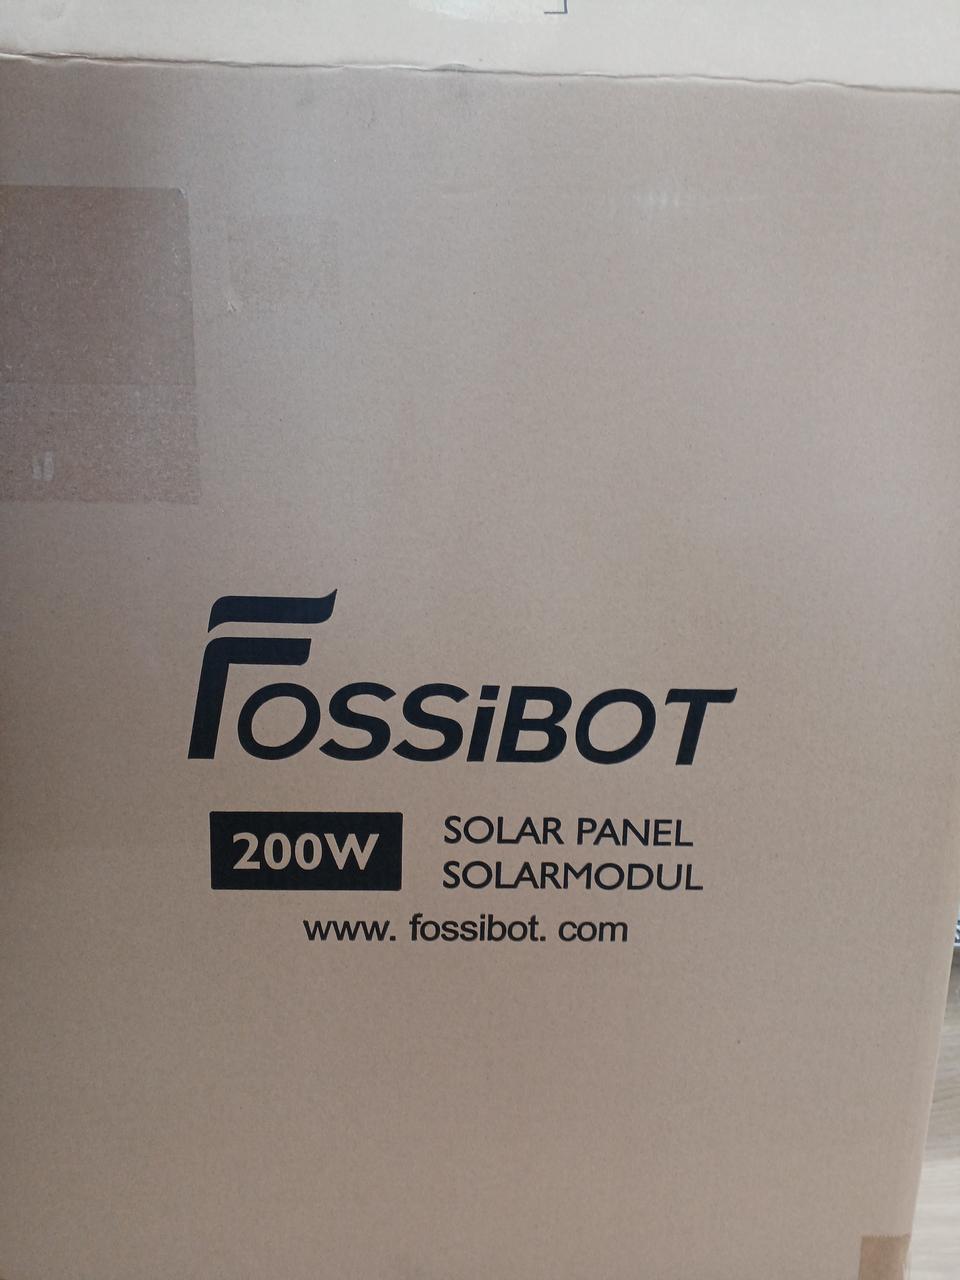 FOSSiBOT
200W
SOLAR PANEL
SOLARMODUL
www. fossibot. com